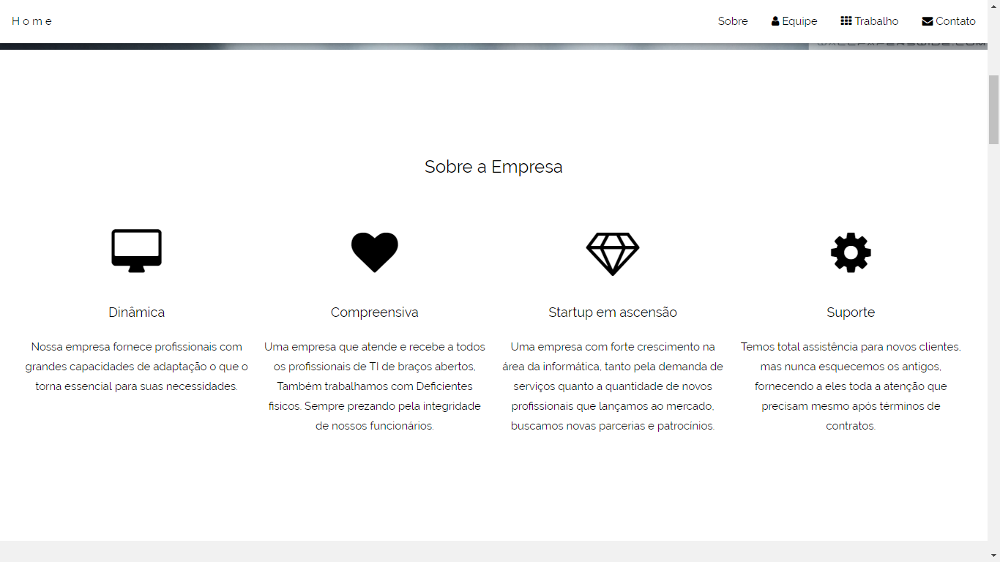 Home
Sobre
Equipe
Trabalho
Contato
WALLPAPERSWIDE.COM
Sobre a Empresa
Dinâmica
Nossa empresa fornece profissionais com
grandes capacidades de adaptação o que o
torna essencial para suas necessidades.
Compreensiva
Uma empresa que atende e recebe a todos
os profissionais de TI de braços abertos,
Também trabalhamos com Deficientes
fisicos. Sempre prezando pela integridade
de nossos funcionários.
Startup em ascensão
Uma empresa com forte crescimento na
área da informática, tanto pela demanda de
serviços quanto a quantidade de novos
profissionais que lançamos ao mercado,
buscamos novas parcerias e patrocínios.
Suporte
Temos total assistência para novos clientes,
mas nunca esquecemos os antigos,
fornecendo a eles toda a atenção que
precisam mesmo após términos de
contratos.